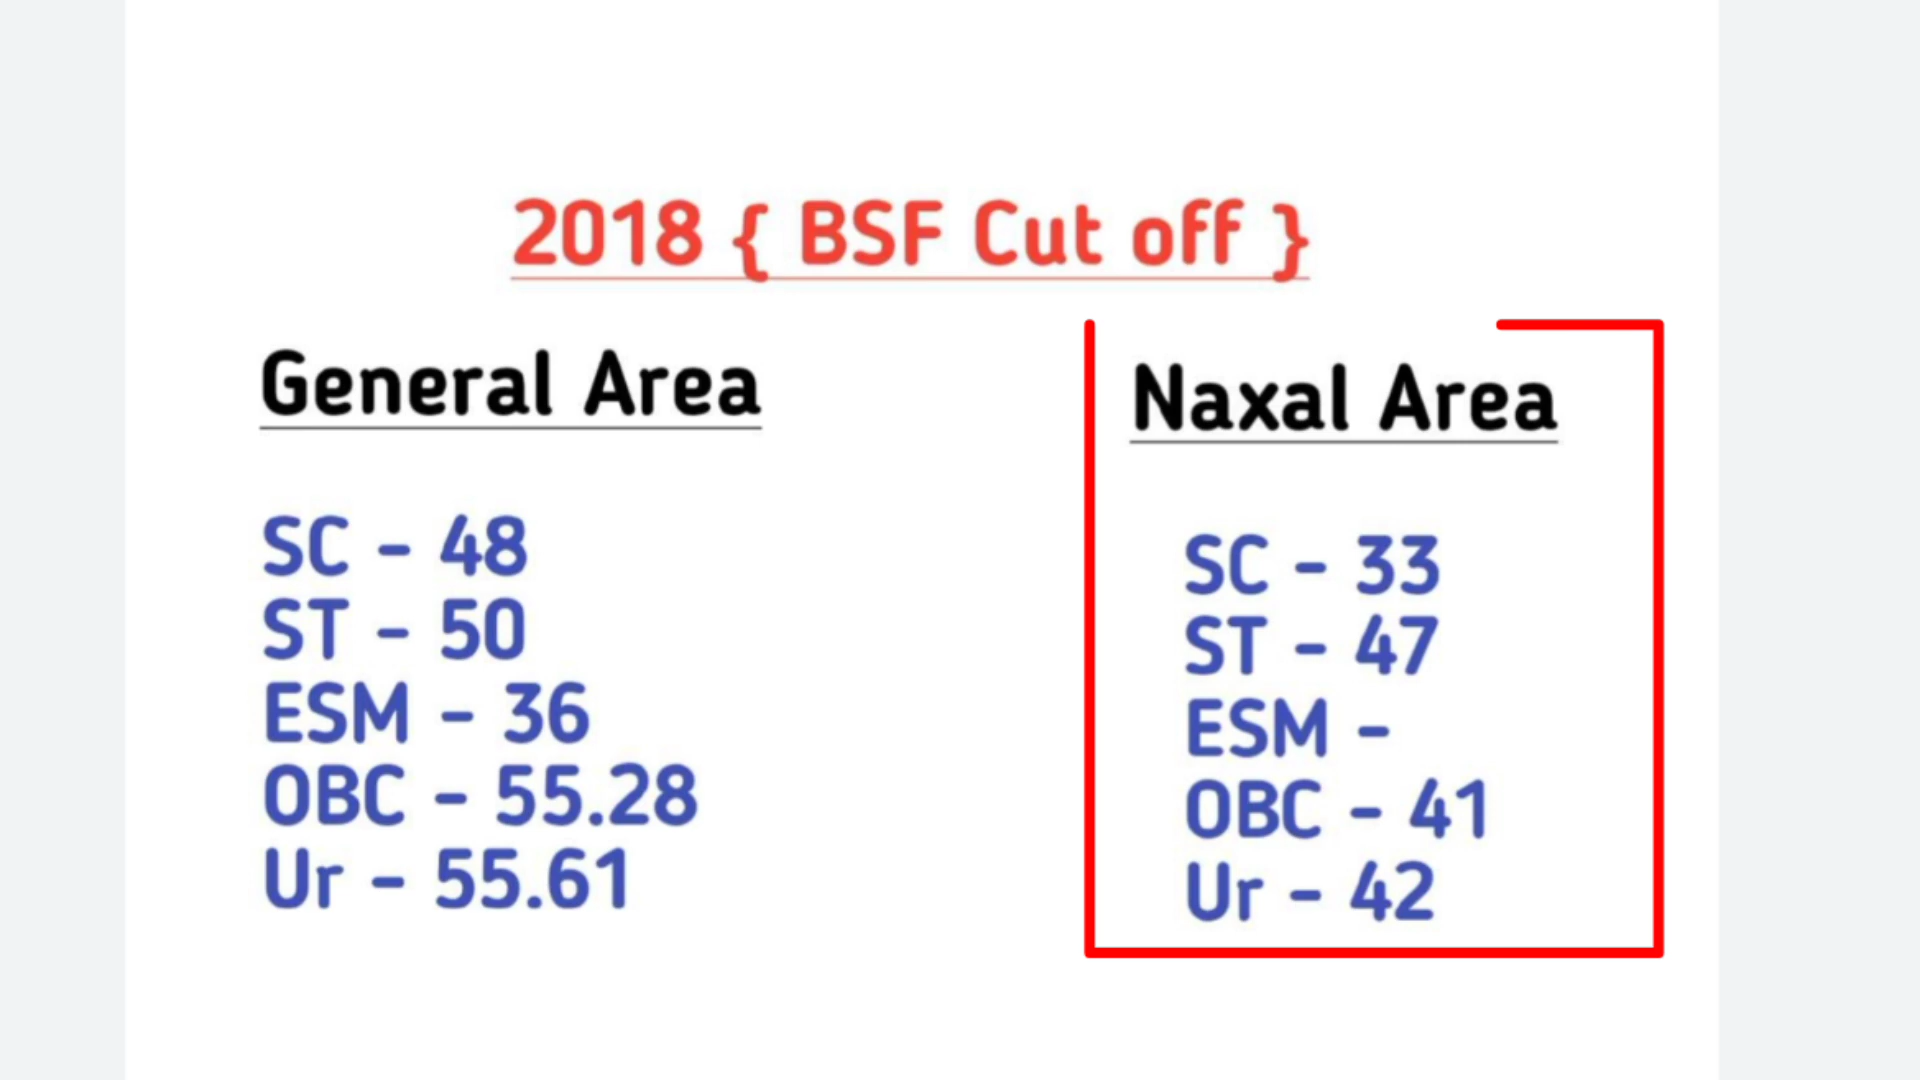 2018 { BSF Cut off }
General Area
SC - 48
ST - 50
ESM - 36
OBC - 55.28
Ur - 55.61
Naxal Area
SC - 33
ST - 47
ESM -
OBC - 41
Ur - 42